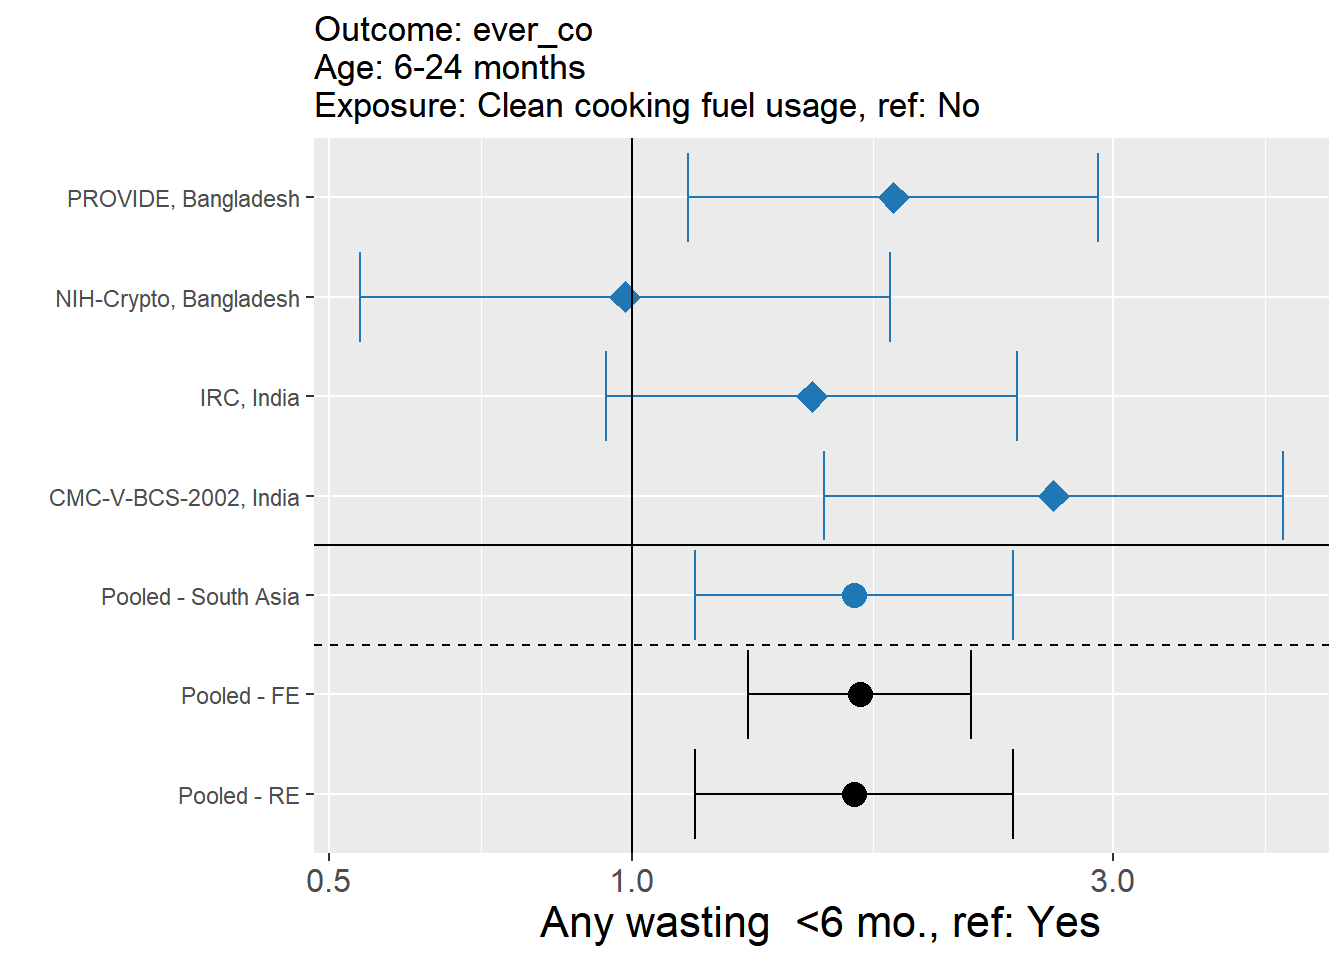 Outcome: ever_co
Age: 6-24 months
Exposure: Clean cooking fuel usage, ref: No
PROVIDE, Bangladesh
NIH-Crypto, Bangladesh
IRC, India
CMC-V-BCS-2002, India
Pooled - South Asia
Pooled - FE
Pooled - RE
0.5 1.0 3.0
Any wasting  <6 mo., ref: Yes